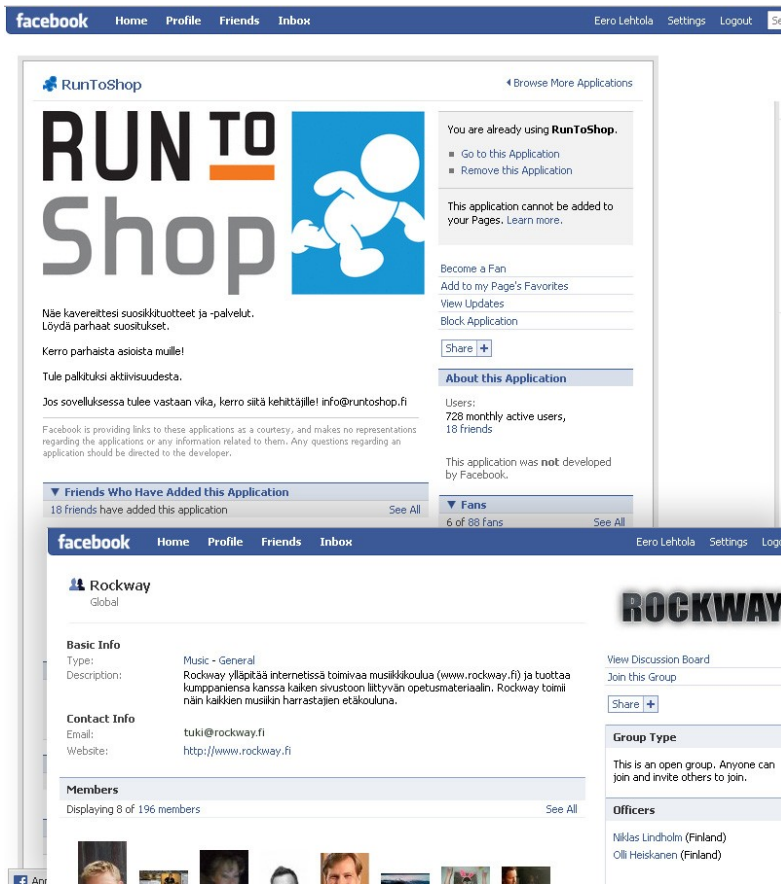 facebook Home Profile Friends Inbox Eero Lehtola Settings Logout
RunToShop Browse More Applications
RUN TO
Shop
You are already using RunToShop.
Go to this Application
Remove this Application
This application cannot be added to
your Pages. Learn more.
Become a Fan
Add to my Page's Favorites
View Updates
Block Application
Share +
Näe kavereittesi suosikkituotteet ja -palvelut.
Löydä parhaat suositukset.
Kerro parhaista asioista muille!
Tule palkituksi aktiivisuudesta.
Jos sovelluksessa tulee vastaan vika, kerro siitä kehittäjille! info@runtoshop.fi
Facebook is providing links to these applications as a courtesy, and makes no representations
regarding the applications or any information related to them. Any questions regarding an
application should be directed to the developer.
About this Application
Users:
728 monthly active users,
18 friends
This application was not developed
by Facebook.
Friends Who Have Added this Application
18 friends have added this application See All
Fans
6 of 88 fans See All
facebook Home Profile Friends Inbox Eero Lehtola Settings
Rockway
Global
ROCKWAY
Basic Info
Type: Music - General
Description: Rockway ylläpitää internetissä toimivaa musiikkikoulua (www.rockway.fi) ja tuottaa
kumppaniensa kanssa kaiken sivustoon liittyvän opetusmateriaalin. Rockway toimii
näin kaikkien musiikin harrastajien etäkouluna.
Contact Info
Email: tuki@rockway.fi
Website: http://www.rockway.fi
View Discussion Board
Join this Group
Share +
Group Type
This is an open group. Anyone can
join and invite others to join.
Members
Displaying 8 of 196 members See All
Officers
Niklas Lindholm (Finland)
Olli Heiskanen (Finland)